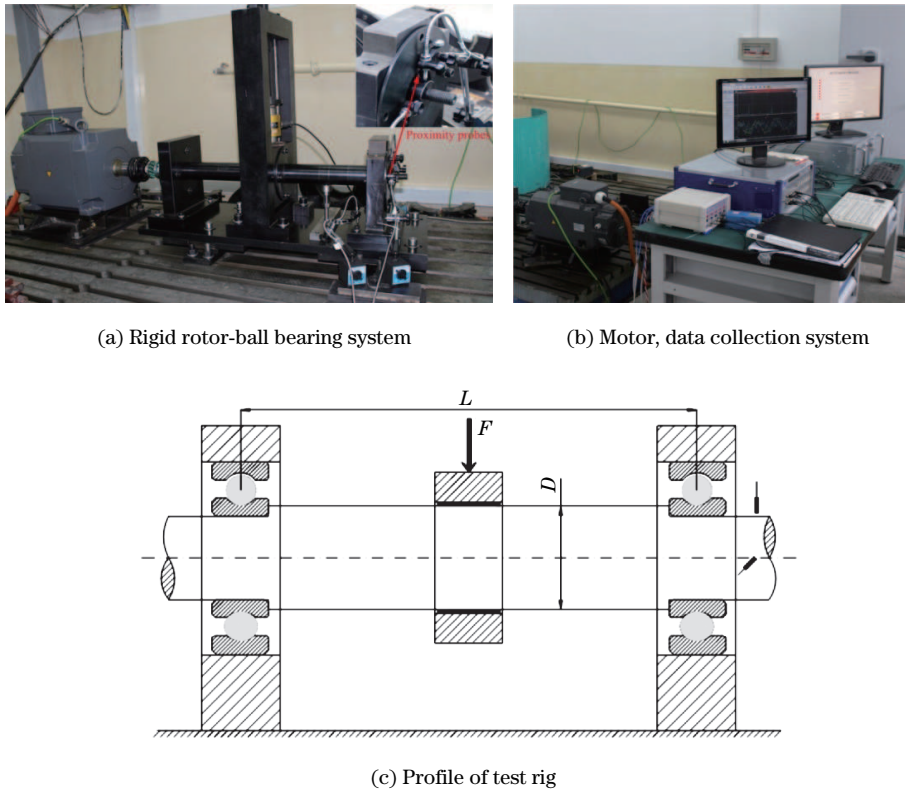 Proximity probes
(a) Rigid rotor-ball bearing system
(b) Motor, data collection system
L
F
D
(c) Profile of test rig